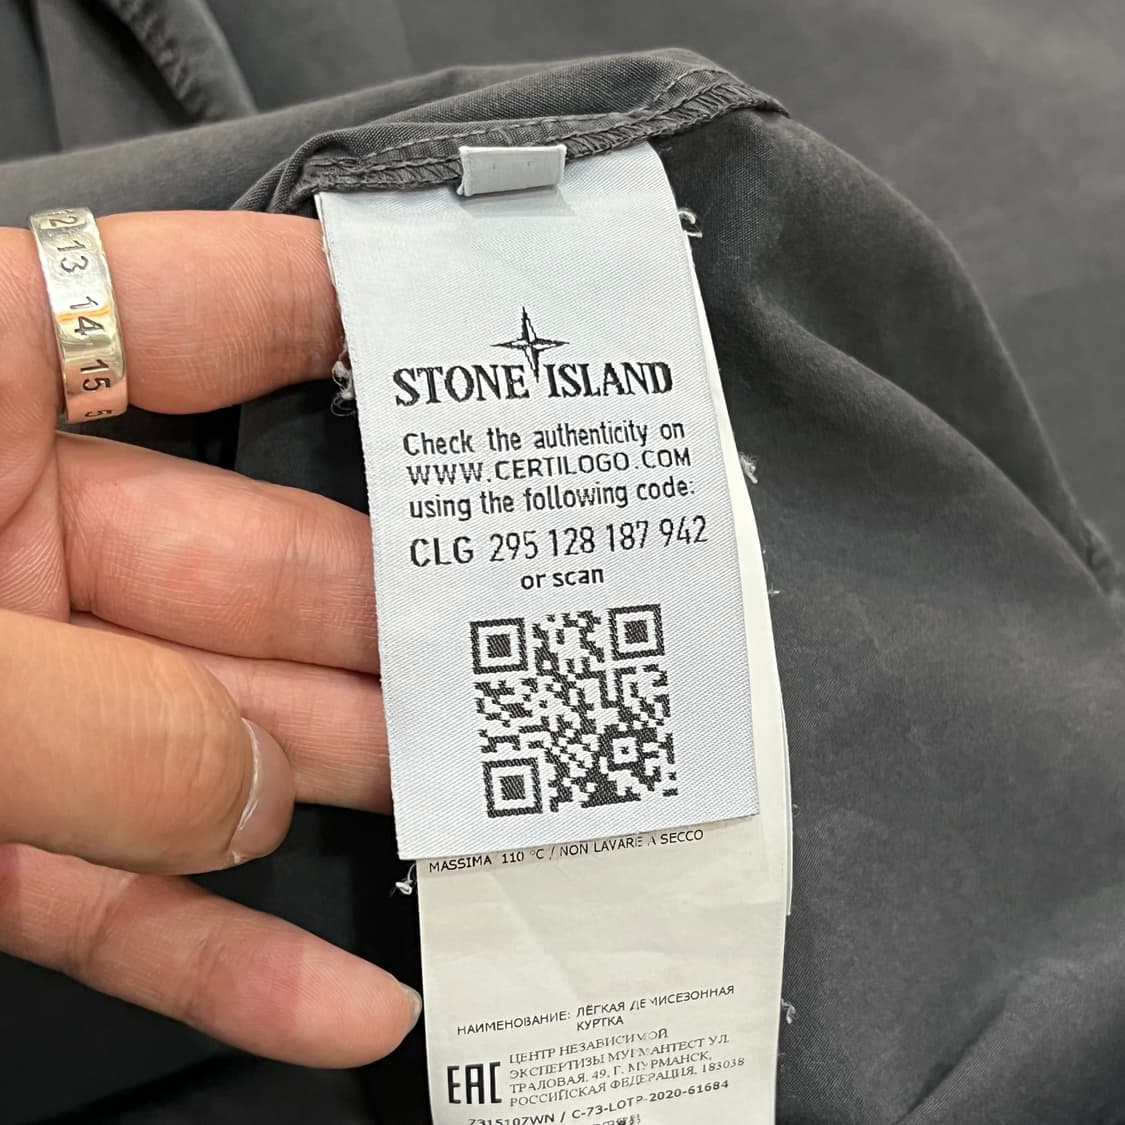 12 13 14 15
STONE ISLAND
Check the authenticity on
WWW.CERTILOGO.COM
using the following code:
CLG 295 128 187 942
or scan
MASSIMA 110 °C / NON LAVARE A SECCO
НАИМЕНОВАНИЕ: ЛЁГКАЯ ДЕМИСЕЗОННАЯ
КУРТКА
EAC
ЦЕНТР НЕЗАВИСИМОЙ
ЭКСПЕРТИЗЫ МУРМАНТЕСТ УЛ.
ТРАЛОВАЯ, 49, Г. МУРМАНСК,
РОССИЙСКАЯ ФЕДЕРАЦИЯ, 183038
7315107WN / C-73-LOTP-2020-61684